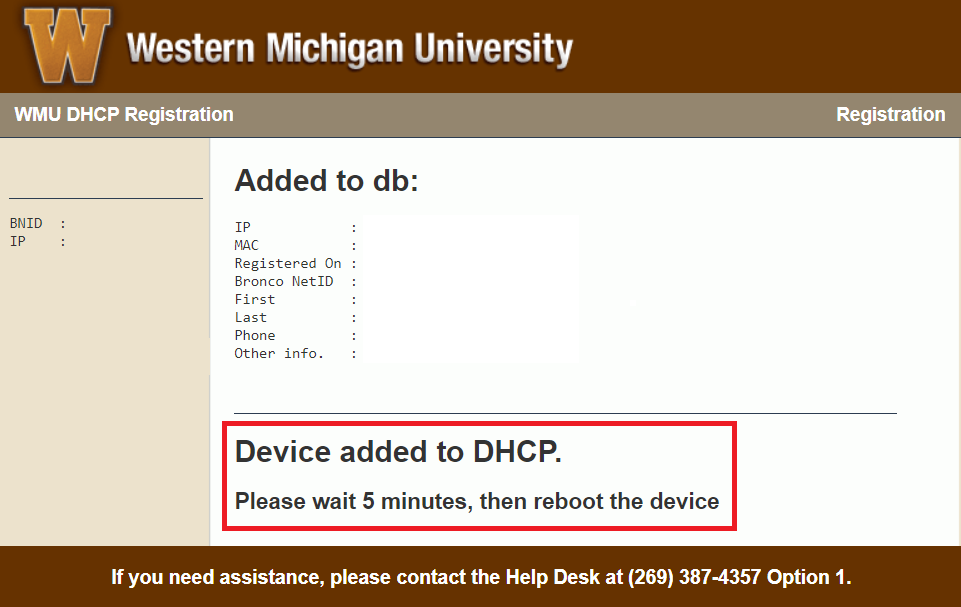 W Western Michigan University
WMU DHCP Registration
Registration
BNID :
IP :
Added to db:
IP :
MAC :
Registered On :
Bronco NetID :
First :
Last :
Phone :
Other info. :
Device added to DHCP.
Please wait 5 minutes, then reboot the device
If you need assistance, please contact the Help Desk at (269) 387-4357 Option 1.